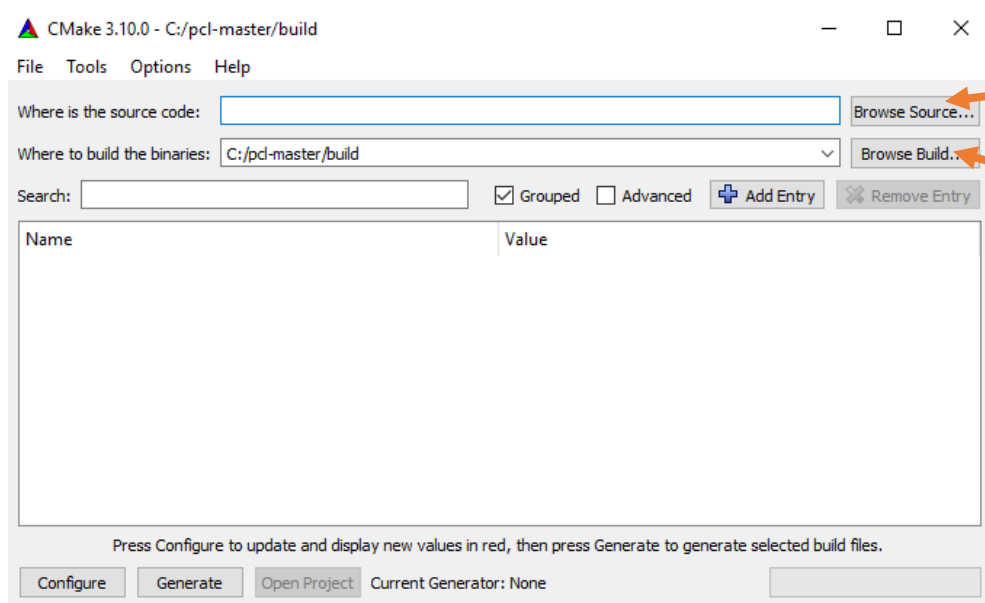 CMake 3.10.0 - C:/pcl-master/build
File Tools Options Help
Where is the source code: Browse Source...
Where to build the binaries: C:/pcl-master/build Browse Build...
Search: Grouped Advanced Add Entry Remove Entry
Name Value
Press Configure to update and display new values in red, then press Generate to generate selected build files.
Configure Generate Open Project Current Generator: None